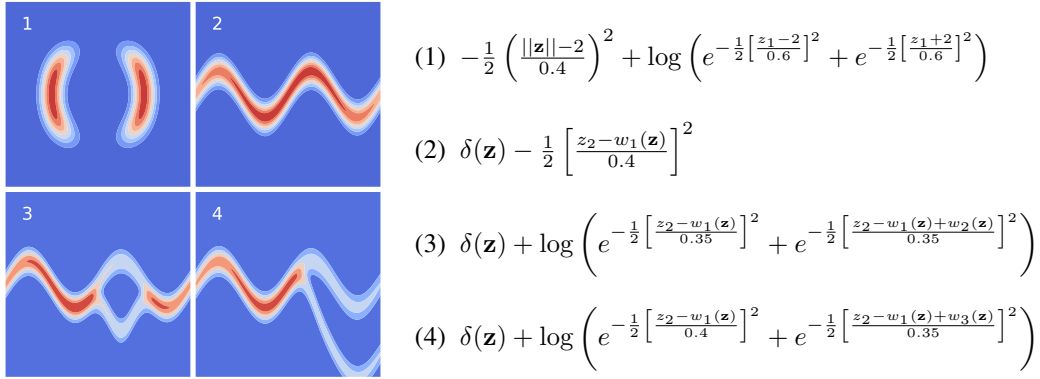 1
2
3
4
(1) $-\frac{1}{2}\left(\frac{||\mathbf{z}||-2}{0.4}\right)^2 + \log\left(e^{-\frac{1}{2}\left[\frac{z_1-2}{0.6}\right]^2} + e^{-\frac{1}{2}\left[\frac{z_1+2}{0.6}\right]^2}\right)$
(2) $\delta(\mathbf{z}) - \frac{1}{2}\left[\frac{z_2-w_1(\mathbf{z})}{0.4}\right]^2$
(3) $\delta(\mathbf{z}) + \log\left(e^{-\frac{1}{2}\left[\frac{z_2-w_1(\mathbf{z})}{0.35}\right]^2} + e^{-\frac{1}{2}\left[\frac{z_2-w_1(\mathbf{z})+w_2(\mathbf{z})}{0.35}\right]^2}\right)$
(4) $\delta(\mathbf{z}) + \log\left(e^{-\frac{1}{2}\left[\frac{z_2-w_1(\mathbf{z})}{0.4}\right]^2} + e^{-\frac{1}{2}\left[\frac{z_2-w_1(\mathbf{z})+w_3(\mathbf{z})}{0.35}\right]^2}\right)$